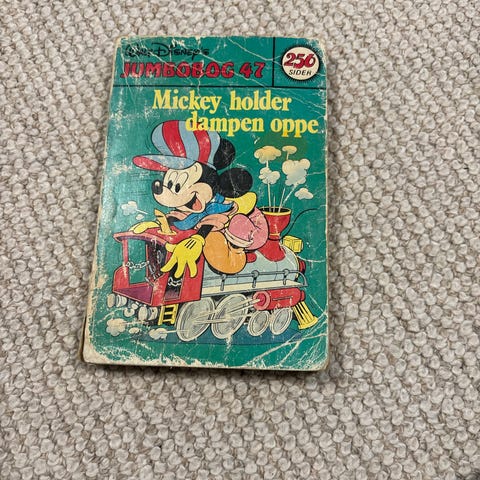 Walt Disney's
JUMBOBOG 47
256
SIDER
Mickey holder
dampen oppe